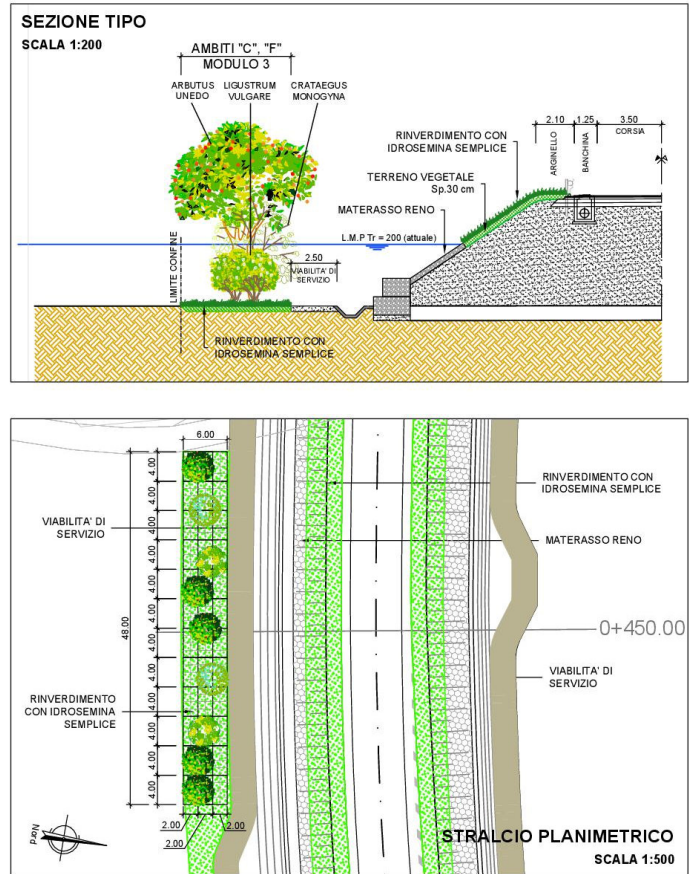 SEZIONE TIPO
SCALA 1:200
AMBITI "C", "F"
MODULO 3
ARBUTUS
UNEDO
LIGUSTRUM
VULGARE
CRATAEGUS
MONOGYNA
RINVERDIMENTO CON
IDROSEMINA SEMPLICE
TERRENO VEGETALE
Sp.30 cm
MATERASSO RENO
L.M.P Tr = 200 (attuale)
2.10
1.25
3.50
ARGINELLO
BANCHINA
CORSIA
LIMITE CONFINE
2.50
VIABILITA' DI
SERVIZIO
RINVERDIMENTO CON
IDROSEMINA SEMPLICE
6.00
4.00
4.00
4.00
4.00
4.00
4.00
4.00
4.00
4.00
4.00
4.00
4.00
48.00
VIABILITA' DI
SERVIZIO
RINVERDIMENTO
CON IDROSEMINA
SEMPLICE
RINVERDIMENTO CON
IDROSEMINA SEMPLICE
MATERASSO RENO
0+450.00
VIABILITA' DI
SERVIZIO
2.00
2.00
2.00
Nord
STRALCIO PLANIMETRICO
SCALA 1:500